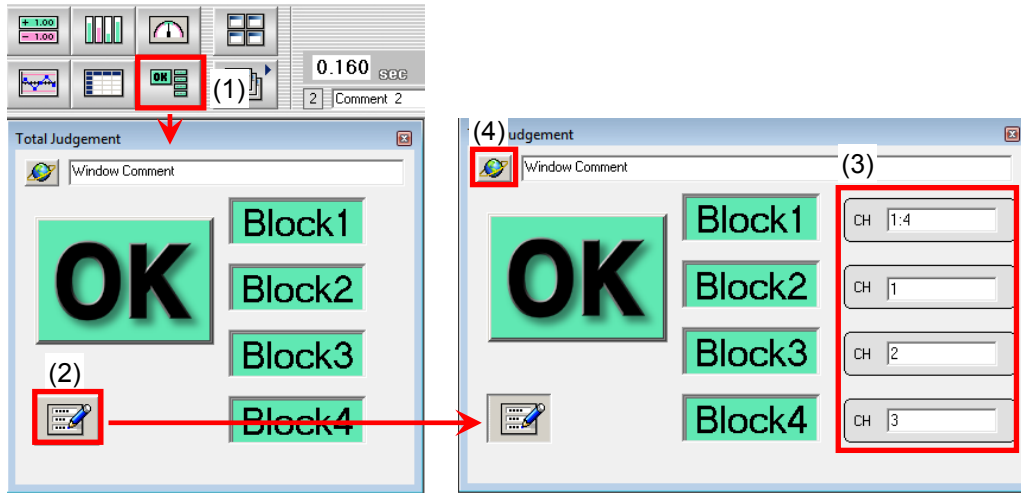 + 1.00
- 1.00
OK
(1)
0.160 sec
2 Comment 2
Total Judgement
Window Comment
OK
Block1
Block2
Block3
Block4
(2)
(4)
udgement
Window Comment
(3)
OK
Block1
CH 1:4
Block2
CH 1
Block3
CH 2
Block4
CH 3